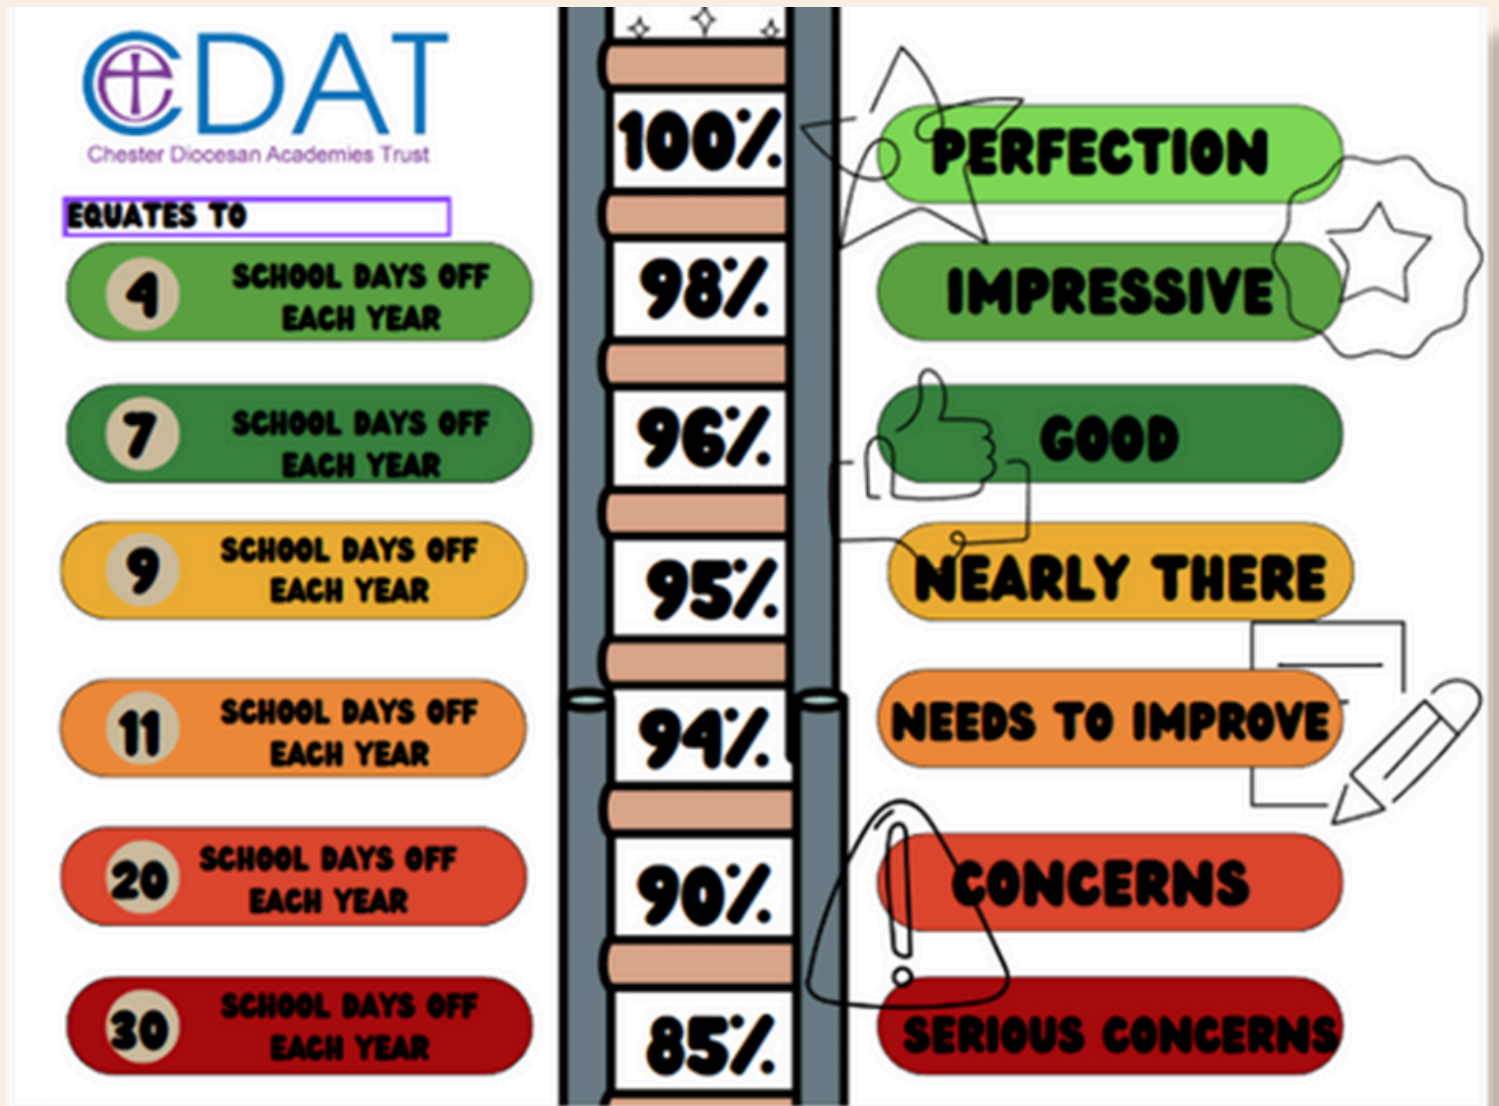 CDAT
Chester Diocesan Academies Trust
EQUATES TO
100%
PERFECTION
4
SCHOOL DAYS OFF
EACH YEAR
98%
IMPRESSIVE
7
SCHOOL DAYS OFF
EACH YEAR
96%
GOOD
9
SCHOOL DAYS OFF
EACH YEAR
95%
NEARLY THERE
11
SCHOOL DAYS OFF
EACH YEAR
94%
NEEDS TO IMPROVE
20
SCHOOL DAYS OFF
EACH YEAR
90%
CONCERNS
30
SCHOOL DAYS OFF
EACH YEAR
85%
SERIOUS CONCERNS